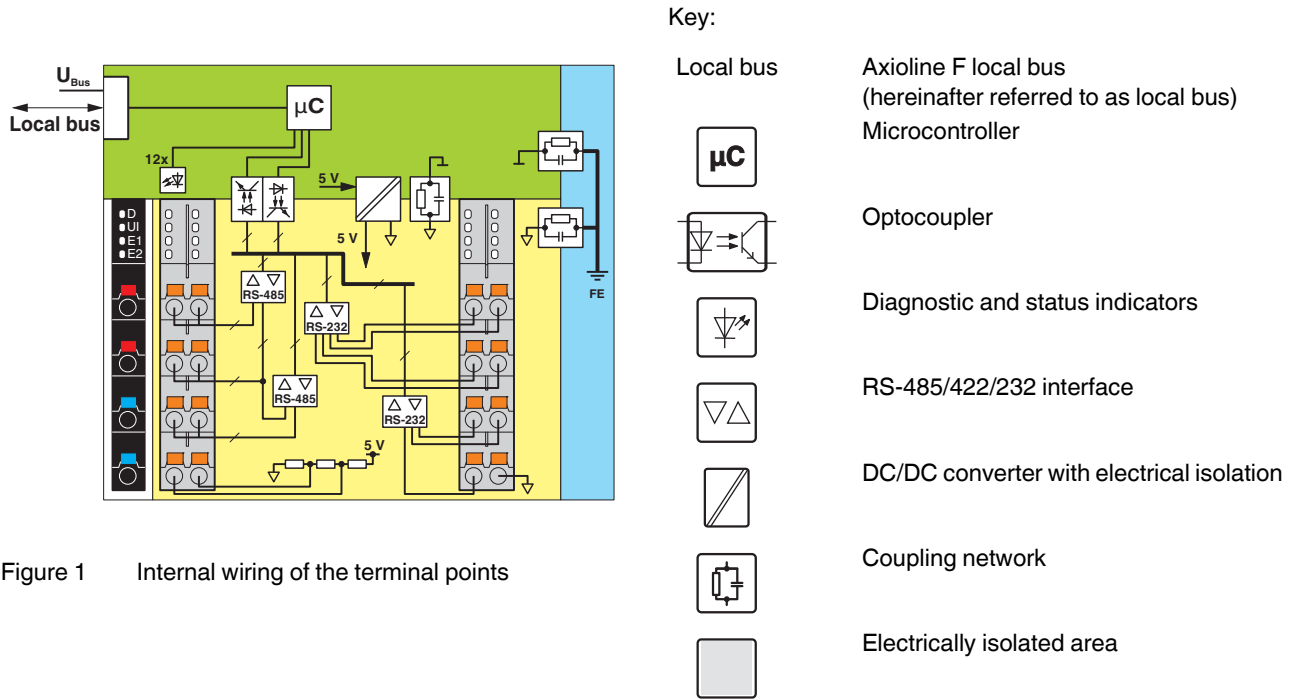 U Bus
Local bus
µC
12x
5 V
5 V
D
UI
E1
E2
FE
RS-485
RS-232
RS-485
RS-232
5 V
Figure 1 Internal wiring of the terminal points
Key:
Local bus Axioline F local bus
(hereinafter referred to as local bus)
µC Microcontroller
Optocoupler
Diagnostic and status indicators
RS-485/422/232 interface
DC/DC converter with electrical isolation
Coupling network
Electrically isolated area